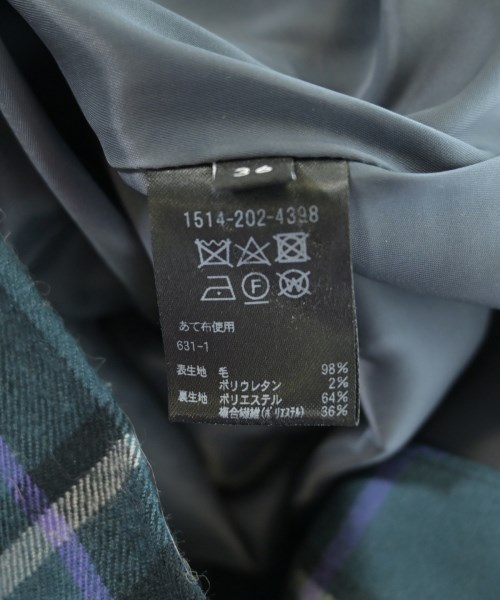 36
1514-202-4398
F W
あて布使用
631-1
表生地 毛 98%
ポリウレタン 2%
裏生地 ポリエステル 64%
複合繊維(ポリエステル) 36%